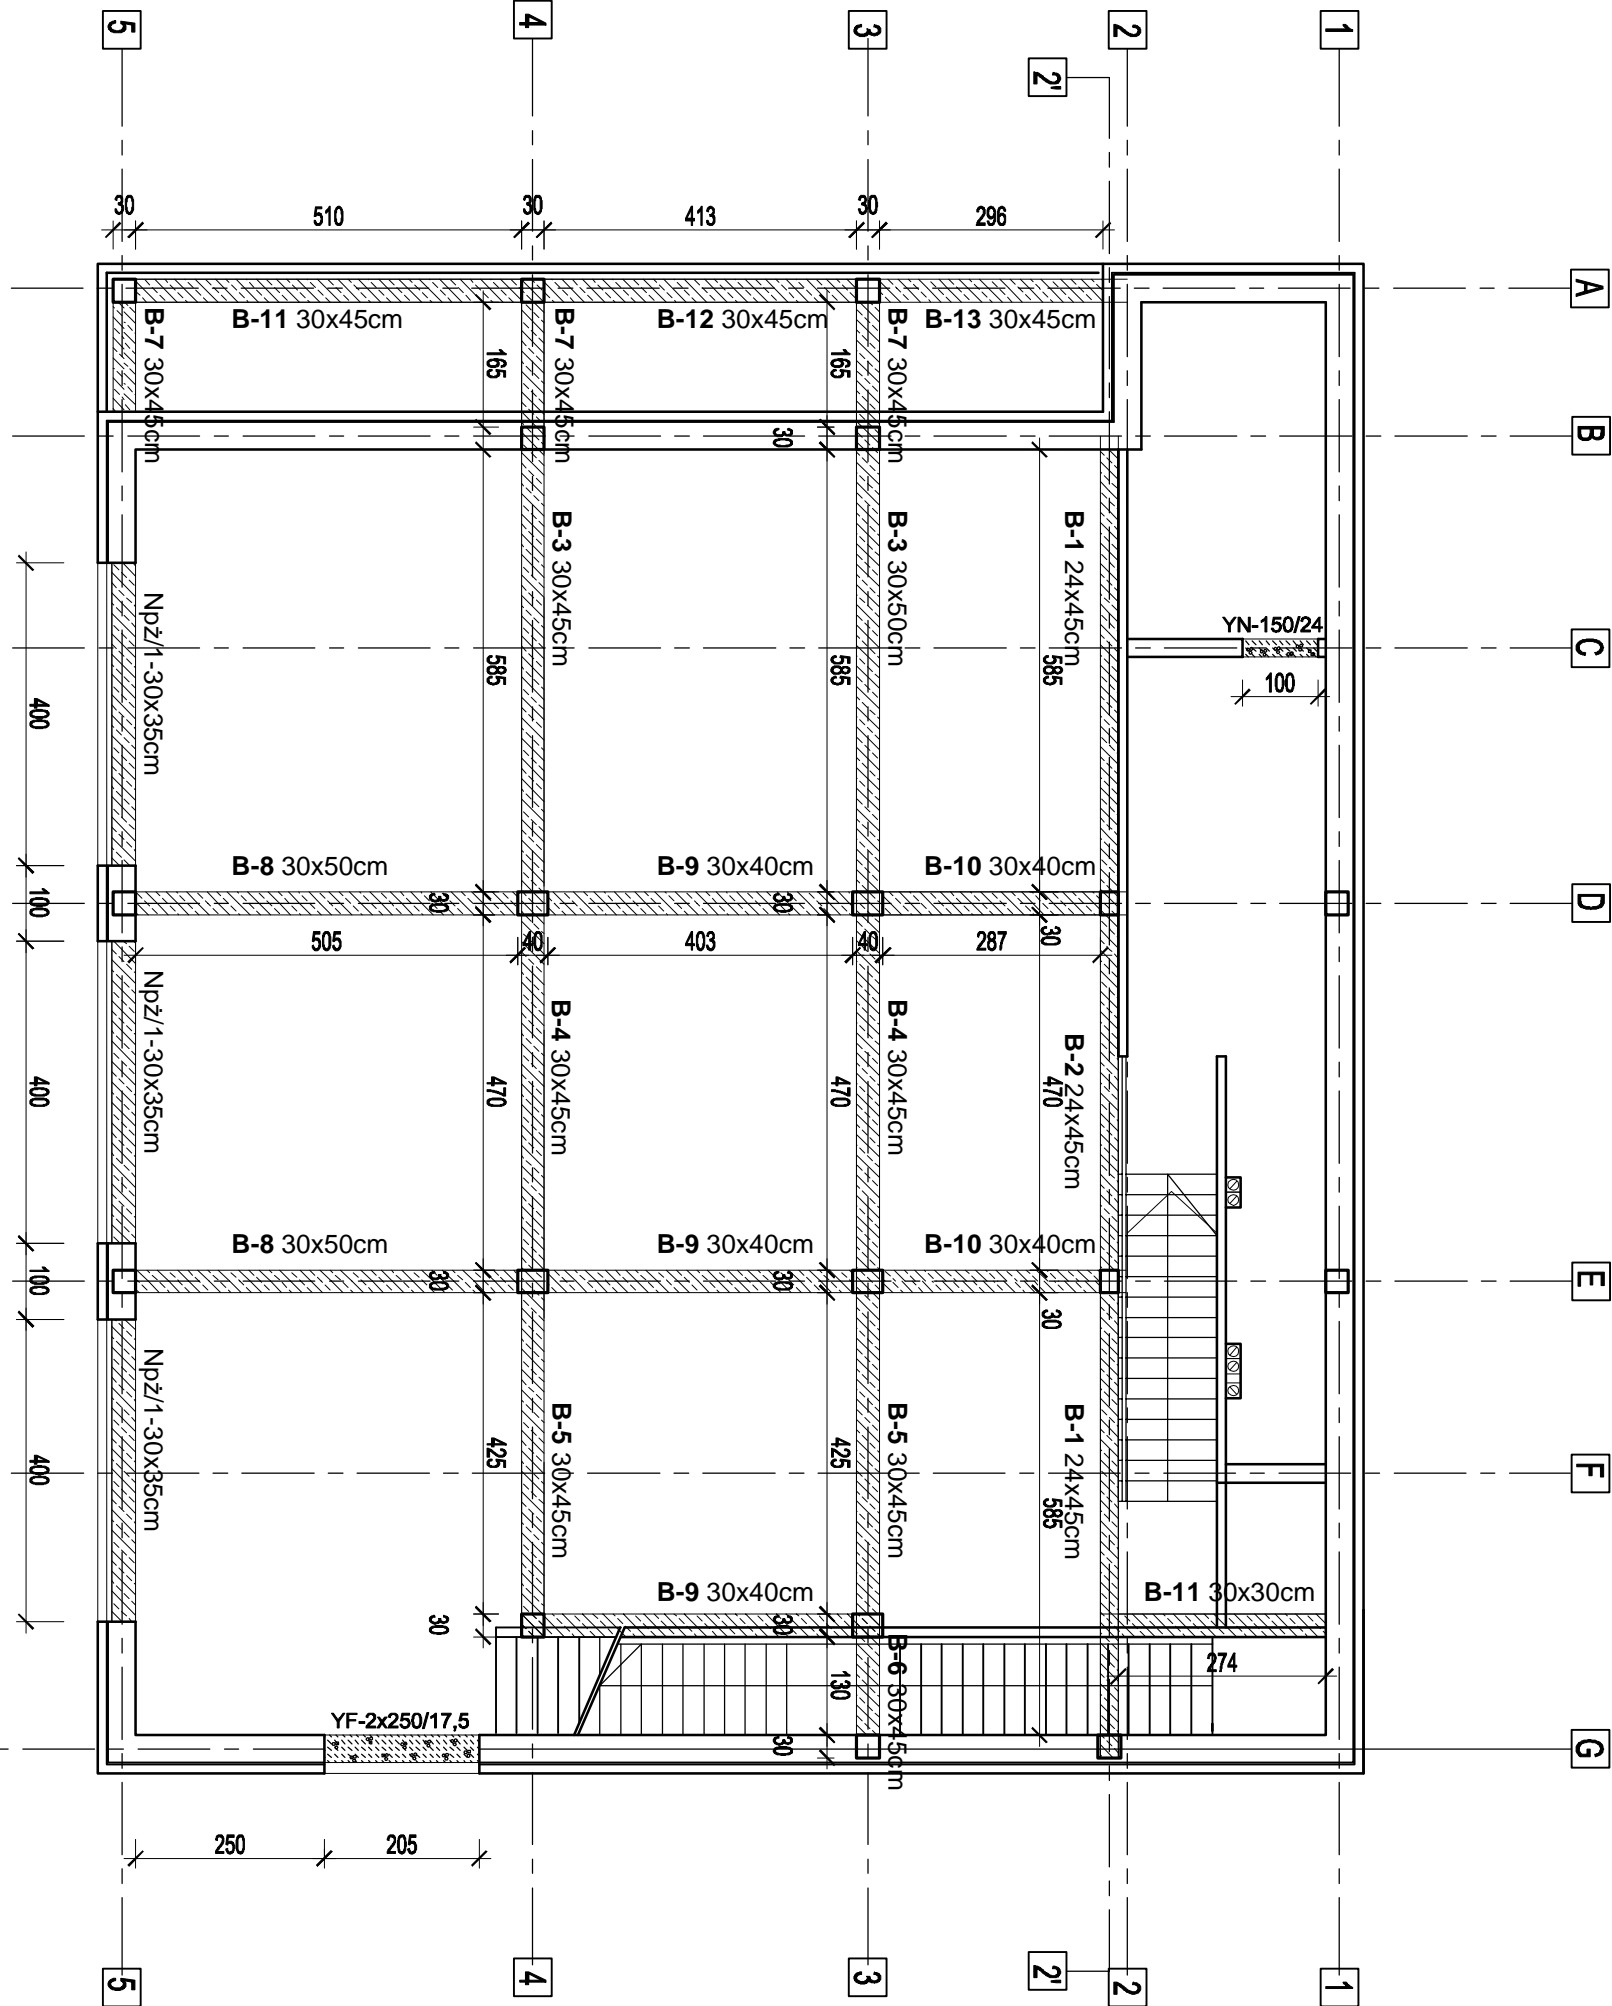 5
4
3
2
1
2'
30
510
30
413
30
296
A
B-11 30x45cm
B-12 30x45cm
B-13 30x45cm
B-7 30x45cm
165
B-7 30x45cm
165
B-7 30x45cm
30
B
B-3 30x45cm
B-3 30x50cm
B-1 24x45cm
Npż/1-30x35cm
YN-150/24
C
585
585
585
100
400
B-8 30x50cm
B-9 30x40cm
B-10 30x40cm
100
30
30
30
D
505
40
403
40
287
Npż/1-30x35cm
B-4 30x45cm
B-4 30x45cm
B-2 24x45cm
400
470
470
470
B-8 30x50cm
B-9 30x40cm
B-10 30x40cm
100
30
30
30
E
Npż/1-30x35cm
B-5 30x45cm
B-5 30x45cm
B-1 24x45cm
400
425
425
585
F
B-9 30x40cm
B-11 30x30cm
30
30
B-6 30x45cm
130
274
YF-2x250/17,5
30
G
250
205
5
4
3
2'
2
1